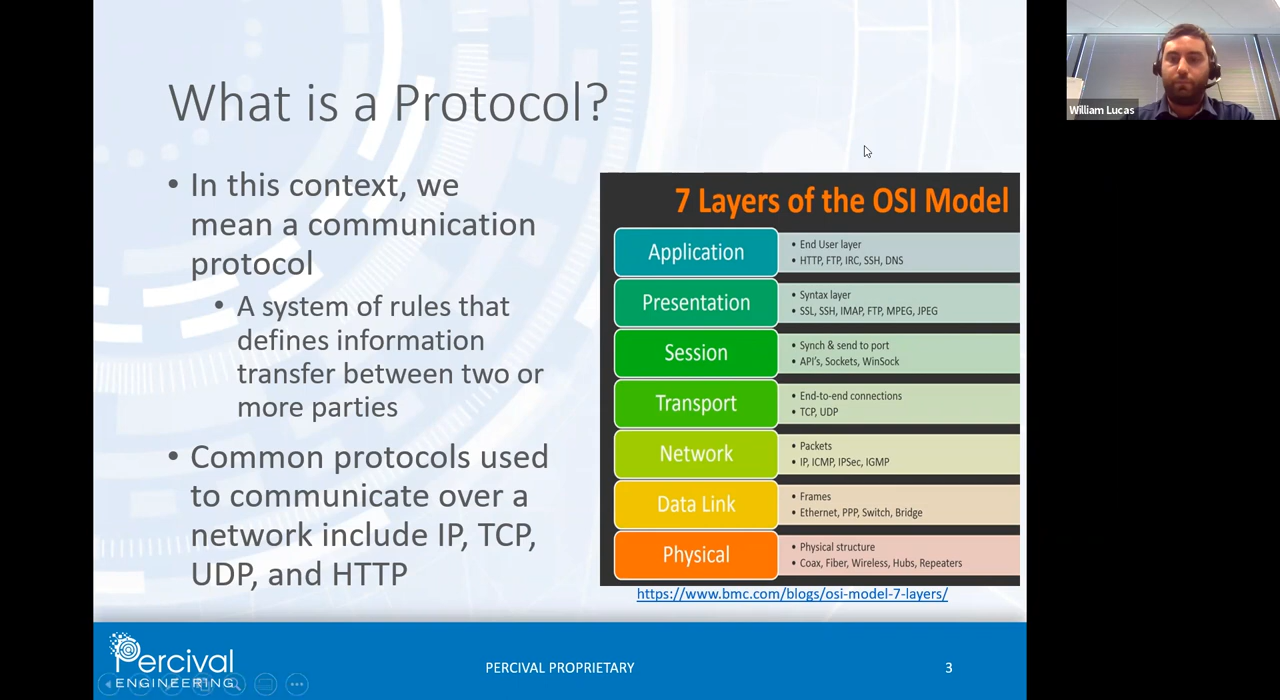 What is a Protocol?
• In this context, we
mean a communication
protocol
• A system of rules that
defines information
transfer between two or
more parties
• Common protocols used
to communicate over a
network include IP, TCP,
UDP, and HTTP
7 Layers of the OSI Model
Application
• End User layer
• HTTP, FTP, IRC, SSH, DNS
Presentation
• Syntax layer
• SSL, SSH, IMAP, FTP, MPEG, JPEG
Session
• Synch & send to port
• API's, Sockets, WinSock
Transport
• End-to-end connections
• TCP, UDP
Network
• Packets
• IP, ICMP, IPSec, IGMP
Data Link
• Frames
• Ethernet, PPP, Switch, Bridge
Physical
• Physical structure
• Coax, Fiber, Wireless, Hubs, Repeaters
https://www.bmc.com/blogs/osi-model-7-layers/
Percival
ENGINEERING
PERCIVAL PROPRIETARY
3
William Lucas